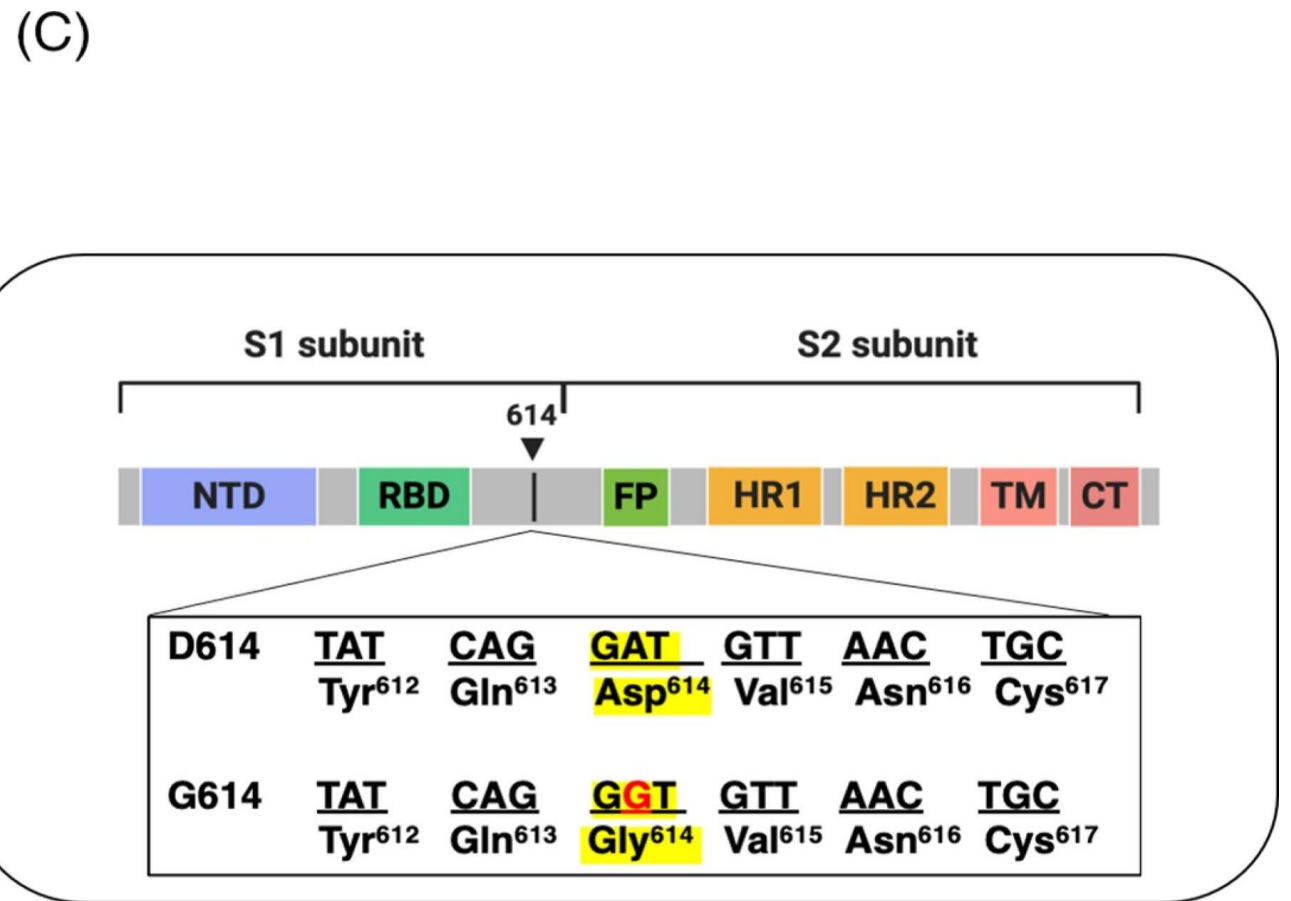 (C)
S1 subunit S2 subunit
614
NTD RBD FP HR1 HR2 TM CT
D614 TAT CAG GAT GTT AAC TGC
Tyr612 Gln613 Asp614 Val615 Asn616 Cys617
G614 TAT CAG GGT GTT AAC TGC
Tyr612 Gln613 Gly614 Val615 Asn616 Cys617